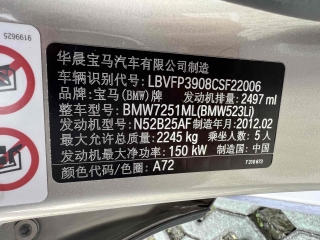 华晨宝马汽车有限公司制造
车辆识别代号: LBVFP3908CSF22006
品牌: 宝马(BMW)牌 发动机排量: 2497 ml
整车型号: BMW7251ML(BMW523Li)
发动机型号: N52B25AF 制造年月: 2012.02
最大允许总质量: 2245 kg 乘坐人数: 5人
发动机最大净功率: 150 kW 制造国: 中国
颜色代码/色圈: A72
9199625